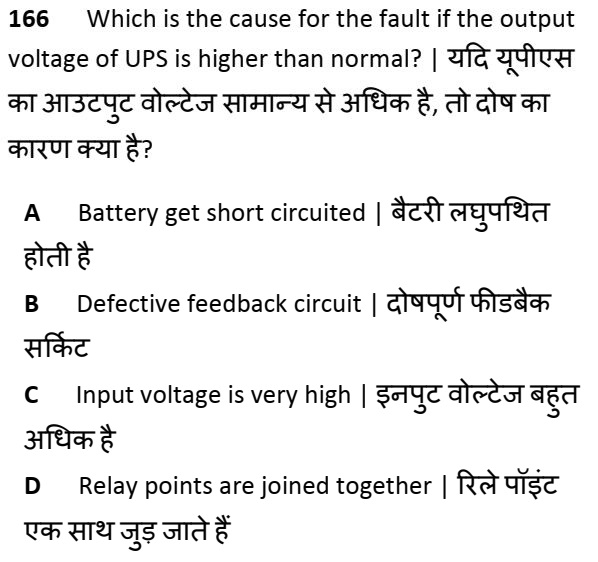 166 Which is the cause for the fault if the output
voltage of UPS is higher than normal? | यदि यूपीएस
का आउटपुट वोल्टेज सामान्य से अधिक है, तो दोष का
कारण क्या है?
A Battery get short circuited | बैटरी लघुपथित
होती है
B Defective feedback circuit | दोषपूर्ण फीडबैक
सर्किट
C Input voltage is very high | इनपुट वोल्टेज बहुत
अधिक है
D Relay points are joined together | रिले पॉइंट
एक साथ जुड़ जाते हैं